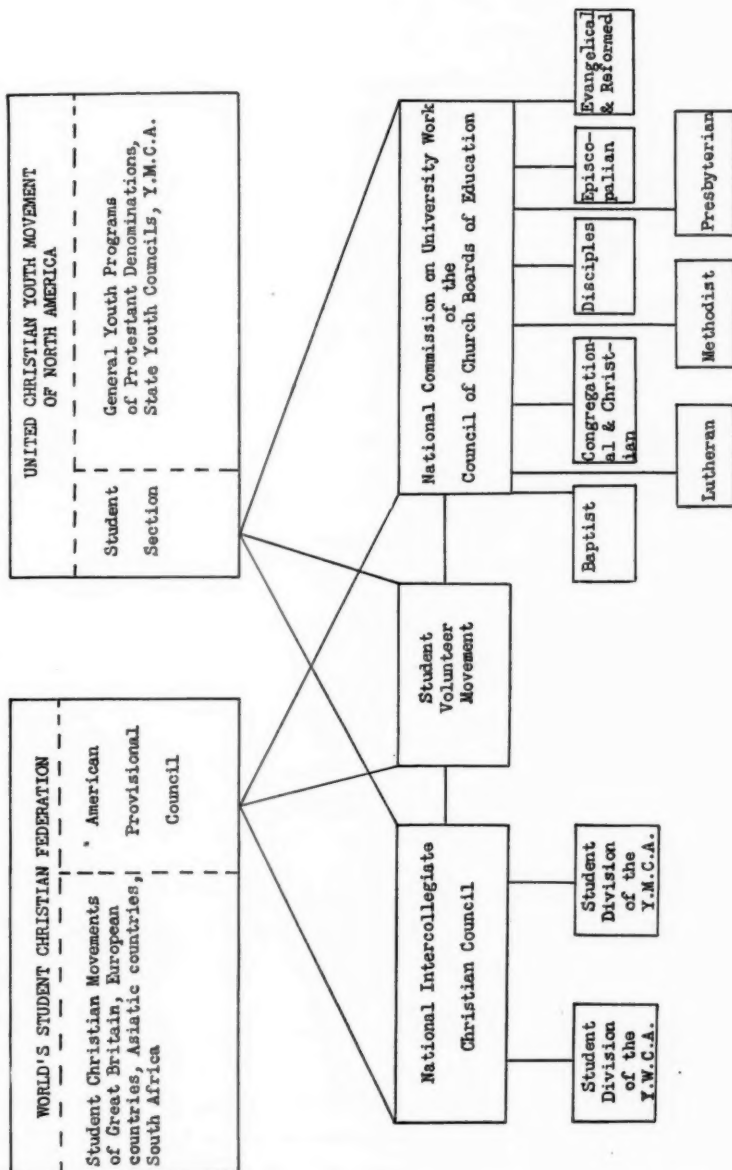 WORLD'S STUDENT CHRISTIAN FEDERATION
Student Christian Movements
of Great Britain, European
countries, Asiatic countries,
South Africa
American
Provisional
Council
UNITED CHRISTIAN YOUTH MOVEMENT
OF NORTH AMERICA
Student
Section
General Youth Programs
of Protestant Denominations,
State Youth Councils, Y.M.C.A.
National Intercollegiate
Christian Council
Student
Volunteer
Movement
National Commission on University Work
of the
Council of Church Boards of Education
Student
Division
of the
Y.W.C.A.
Student
Division
of the
Y.M.C.A.
Baptist
Congregation-
al & Christ-
ian
Disciples
Episco-
palian
Evangelical
& Reformed
Lutheran
Methodist
Presbyterian